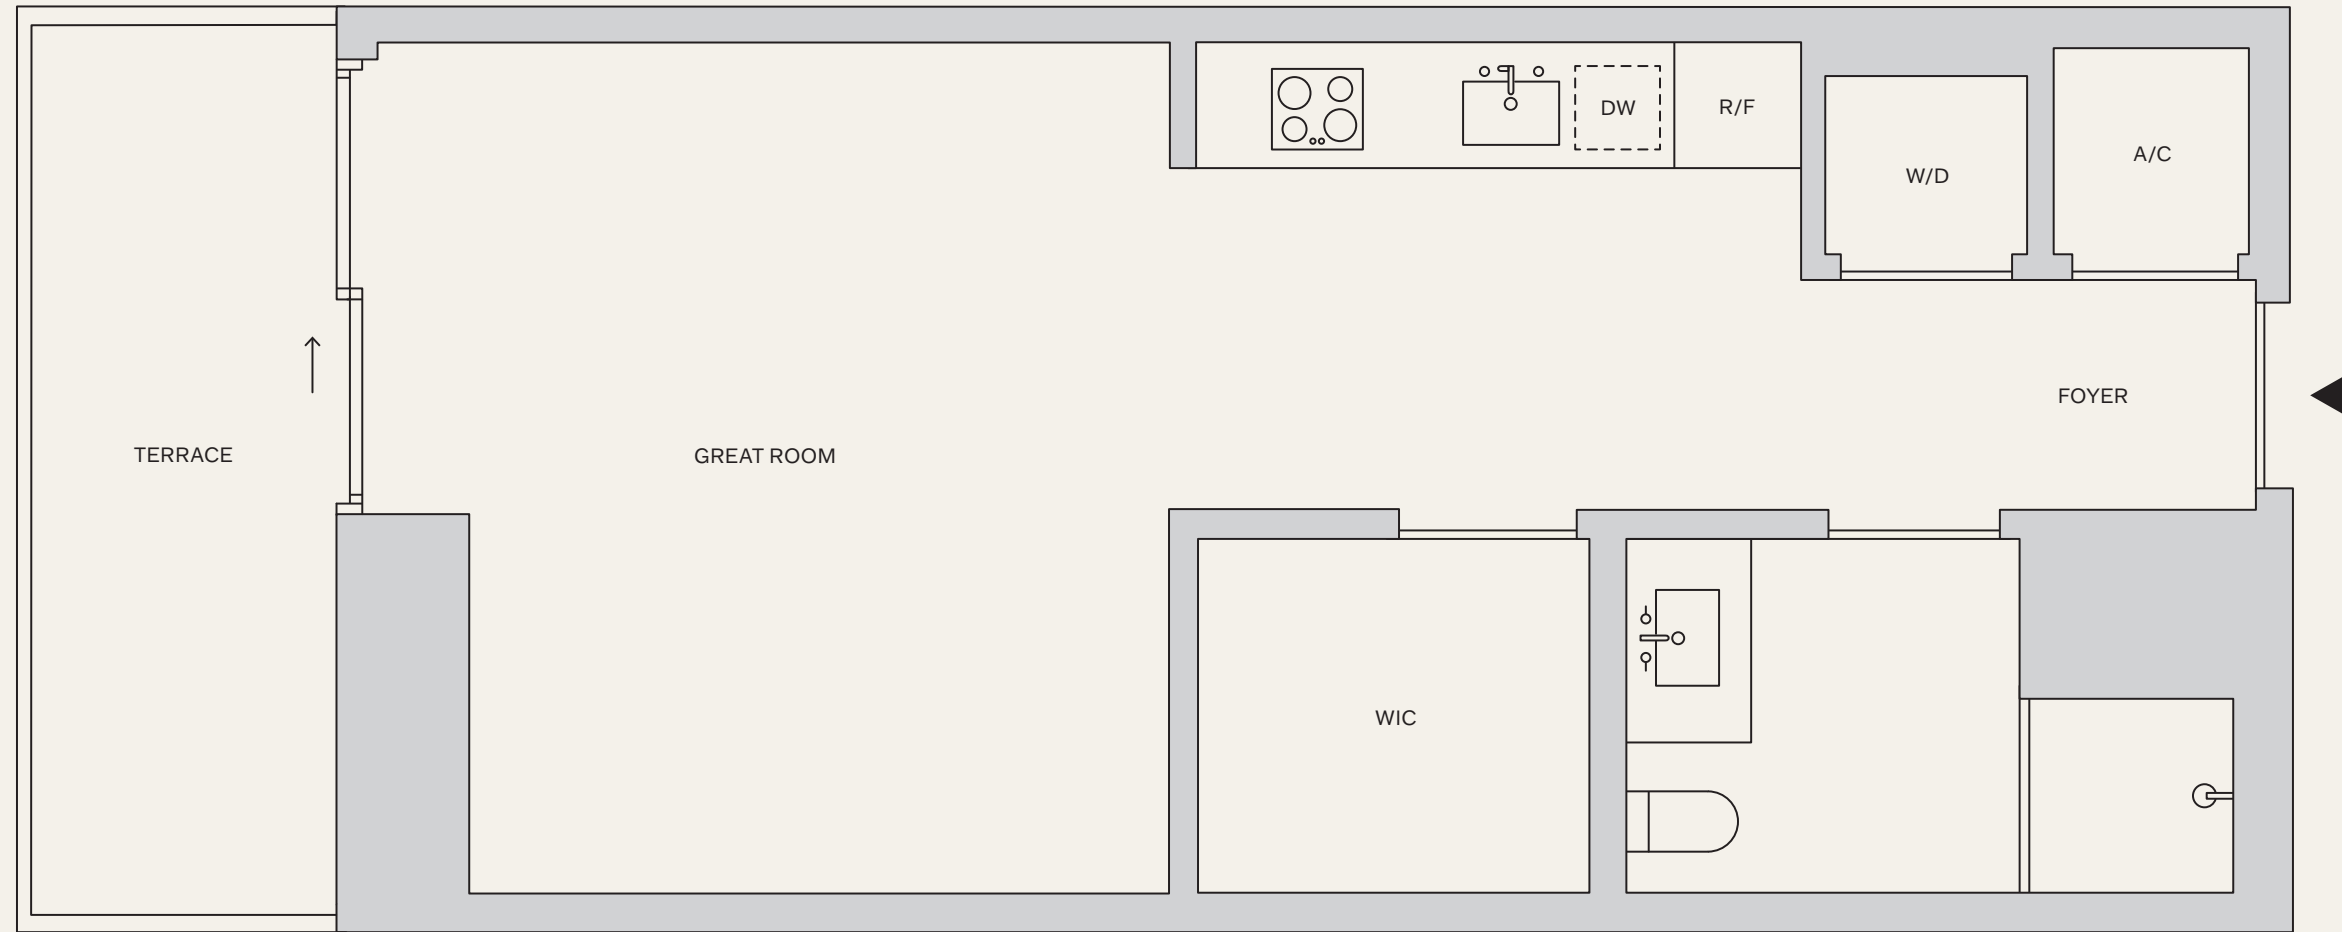 DW
R/F
W/D
A/C
FOYER
TERRACE
GREAT ROOM
WIC